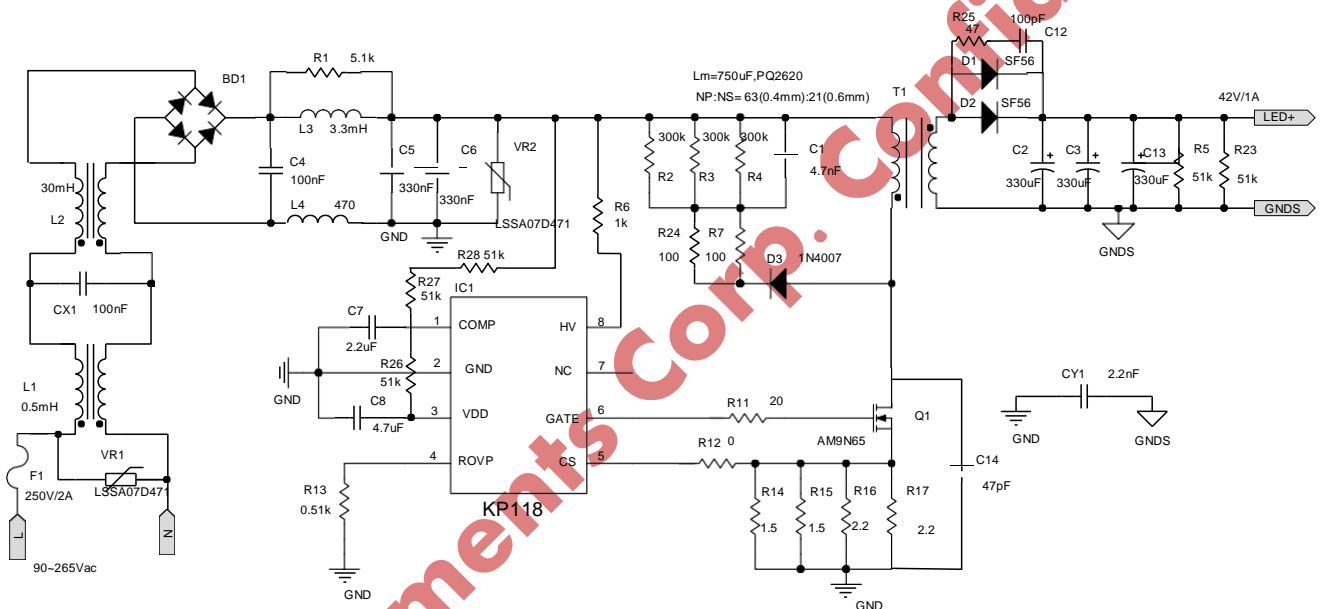 R25
47
100pF
C12
D1
SF56
Lm=750uF,PQ2620
NP:NS= 63(0.4mm):21(0.6mm)
T1
D2
SF56
42V/1A
LED+
R1 5.1k
BD1
L3 3.3mH
C4
100nF
C5
330nF
C6
330nF
VR2
LSSA07D471
L4 470
GND
300k
R2
300k
R3
300k
R4
C1
4.7nF
R6
1k
R24
100
R7
100
D3
1N4007
C2
330uF
C3
330uF
C13
330uF
R5
51k
R23
51k
GNDS
GNDS
30mH
L2
CX1 100nF
L1
0.5mH
VR1
LSSA07D471
F1
250V/2A
L
N
90~265Vac
R28 51k
R27
51k
IC1
C7
2.2uF
R26
51k
C8
4.7uF
GND
1 COMP
2 GND
3 VDD
4 ROVP
HV 8
NC 7
GATE 6
CS 5
KP118
R13
0.51k
GND
R11 20
R12 0
AM9N65
Q1
C14
47pF
R14
1.5
R15
1.5
R16
2.2
R17
2.2
GND
CY1 2.2nF
GND
GNDS
ments Corp. Confid